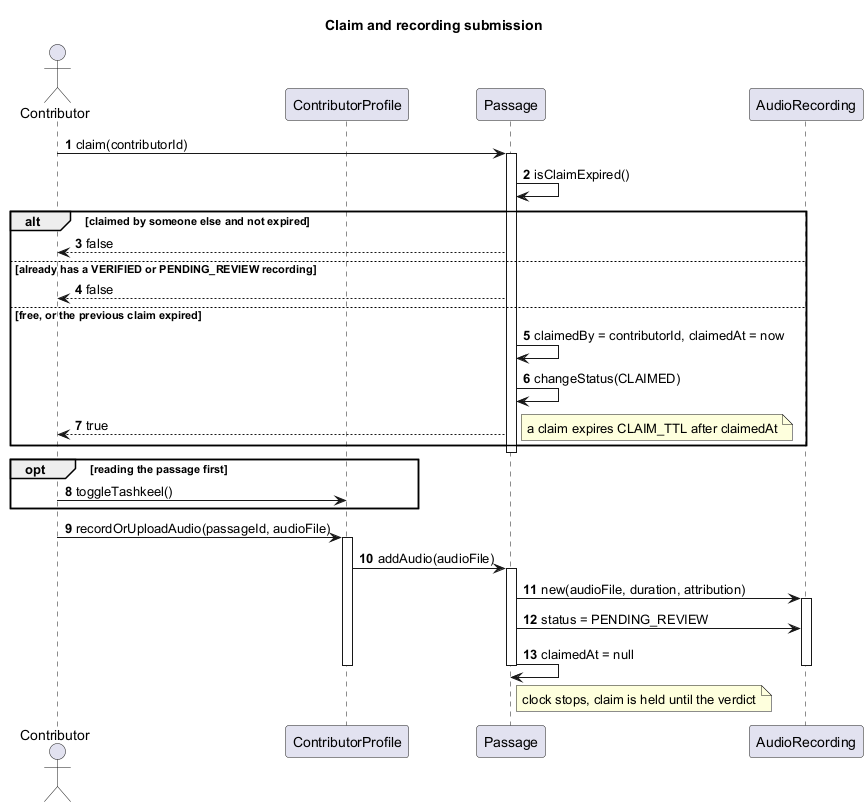 Claim and recording submission
Contributor
ContributorProfile
Passage
AudioRecording
1 claim(contributorId)
2 isClaimExpired()
alt [claimed by someone else and not expired]
3 false
[already has a VERIFIED or PENDING_REVIEW recording]
4 false
[free, or the previous claim expired]
5 claimedBy = contributorId, claimedAt = now
6 changeStatus(CLAIMED)
7 true
a claim expires CLAIM_TTL after claimedAt
opt [reading the passage first]
8 toggleTashkeel()
9 recordOrUploadAudio(passageId, audioFile)
10 addAudio(audioFile)
11 new(audioFile, duration, attribution)
12 status = PENDING_REVIEW
13 claimedAt = null
clock stops, claim is held until the verdict
Contributor
ContributorProfile
Passage
AudioRecording